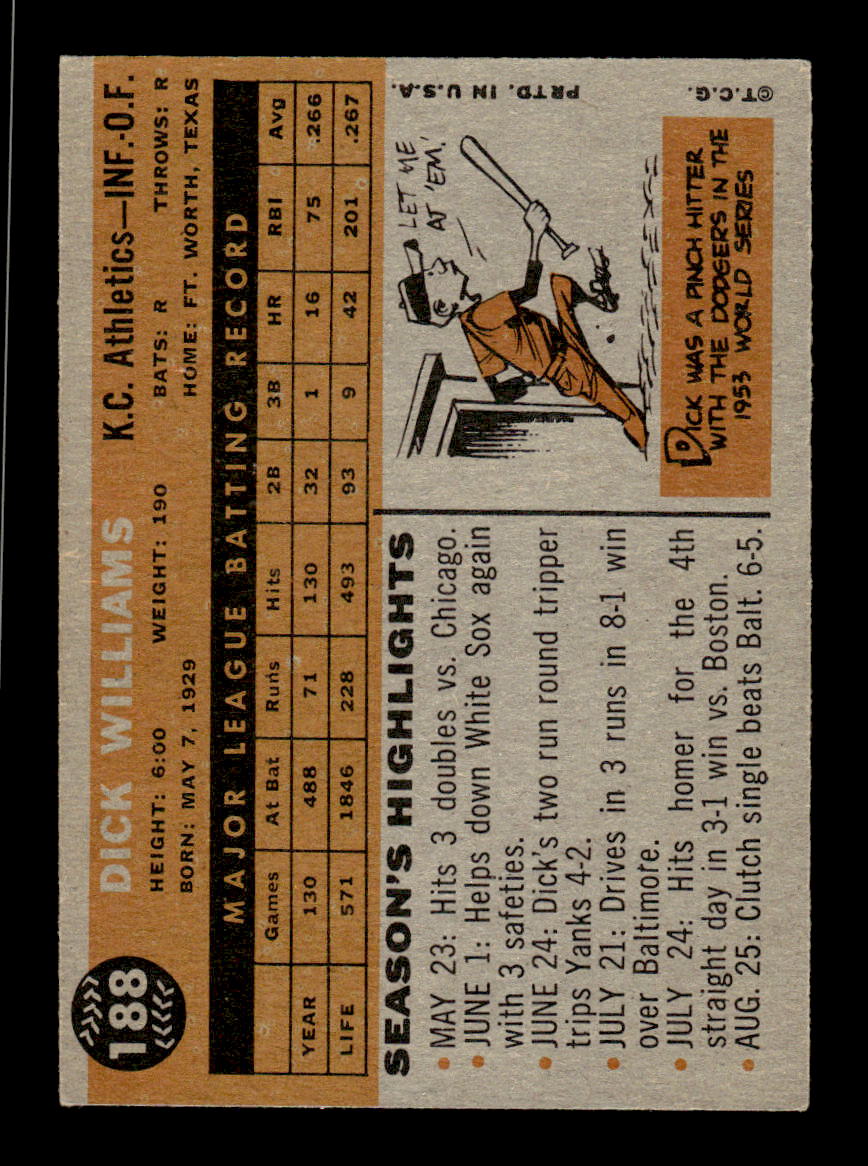 188
DICK WILLIAMS
K.C. Athletics—INF.-O.F.
HEIGHT: 6:00 WEIGHT: 190 BATS: R THROWS: R
BORN: MAY 7, 1929 HOME: FT. WORTH, TEXAS
MAJOR LEAGUE BATTING RECORD
Games At Bat Runs Hits 2B 3B HR RBI Avg
YEAR 130 488 71 130 32 1 16 75 .266
LIFE 571 1846 228 493 93 9 42 201 .267
SEASON'S HIGHLIGHTS
• MAY 23: Hits 3 doubles vs. Chicago.
• JUNE 1: Helps down White Sox again
with 3 safeties.
• JUNE 24: Dick's two run round tripper
trips Yanks 4-2.
• JULY 21: Drives in 3 runs in 8-1 win
over Baltimore.
• JULY 24: Hits homer for the 4th
straight day in 3-1 win vs. Boston.
• AUG. 25: Clutch single beats Balt. 6-5.
LET ME
AT 'EM.'
DICK WAS A PINCH HITTER
WITH THE DODGERS IN THE
1953 WORLD SERIES
©T.C.G.
PRTD. IN U.S.A.